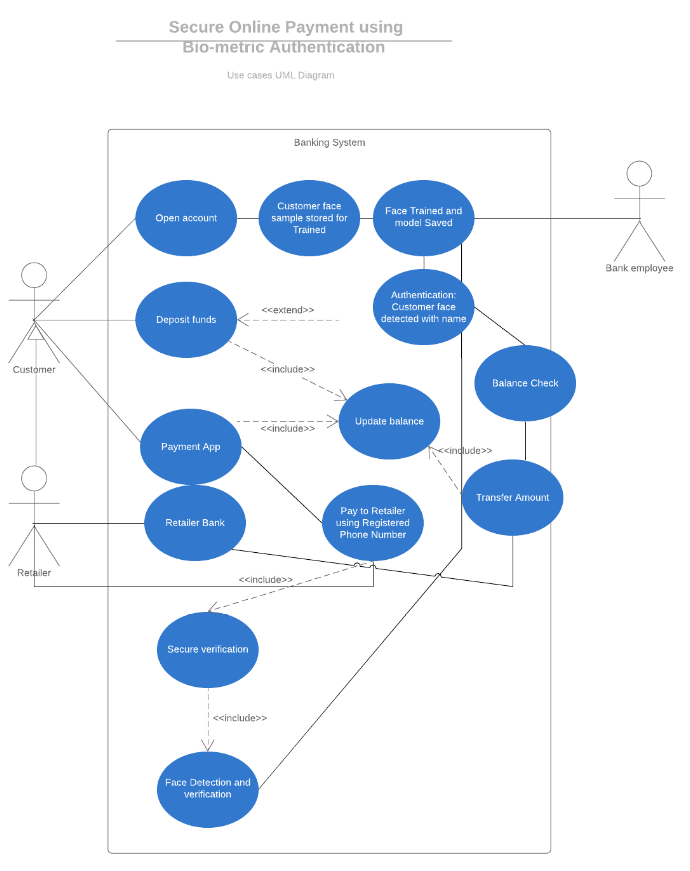 Secure Online Payment using
Bio-metric Authentication
Use cases UML Diagram
Banking System
Open account
Customer face
sample stored for
Trained
Face Trained and
model Saved
Bank employee
Authentication:
Customer face
detected with name
Deposit funds
<<extend>>
Customer
<<include>>
Balance Check
Update balance
<<include>>
Payment App
<<include>>
Transfer Amount
Pay to Retailer
using Registered
Phone Number
Retailer Bank
Retailer
<<include>>
Secure verification
<<include>>
Face Detection and
verification